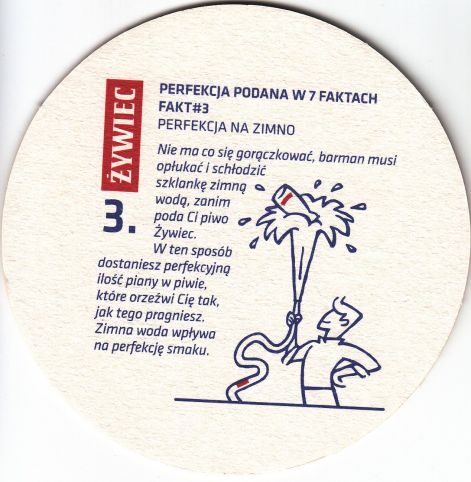 ŻYWIEC
PERFEKCJA PODANA W 7 FAKTACH
FAKT#3
PERFEKCJA NA ZIMNO
3.
Nie ma co się gorączkować, barman musi
opłukać i schłodzić
szklankę zimną
wodą, zanim
poda Ci piwo
Żywiec.
W ten sposób
dostaniesz perfekcyjną
ilość piany w piwie,
które orzeźwi Cię tak,
jak tego pragniesz.
Zimna woda wpływa
na perfekcję smaku.